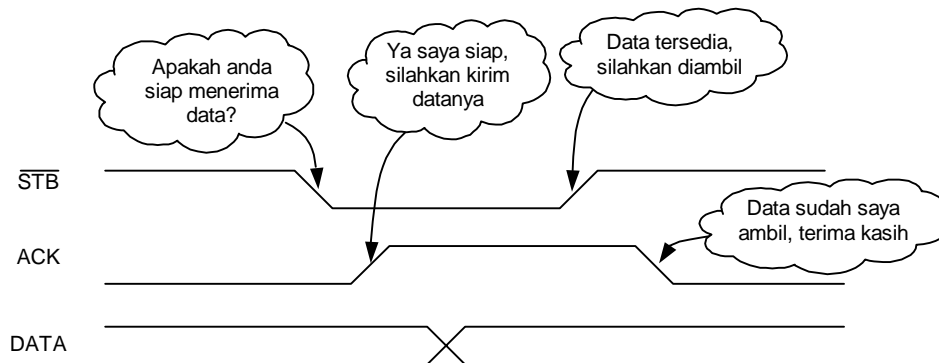 Apakah anda
siap menerima
data?
Ya saya siap,
silahkan kirim
datanya
Data tersedia,
silahkan diambil
STB
Data sudah saya
ambil, terima kasih
ACK
DATA